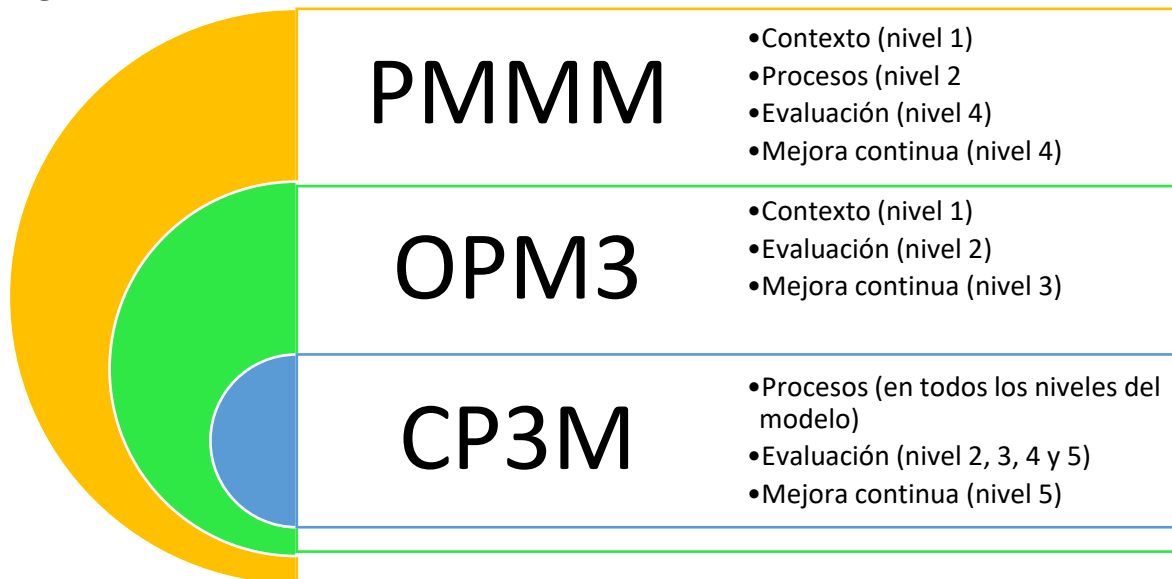 PMMM
•Contexto (nivel 1)
•Procesos (nivel 2
•Evaluación (nivel 4)
•Mejora continua (nivel 4)
OPM3
•Contexto (nivel 1)
•Evaluación (nivel 2)
•Mejora continua (nivel 3)
CP3M
•Procesos (en todos los niveles del
modelo)
•Evaluación (nivel 2, 3, 4 y 5)
•Mejora continua (nivel 5)